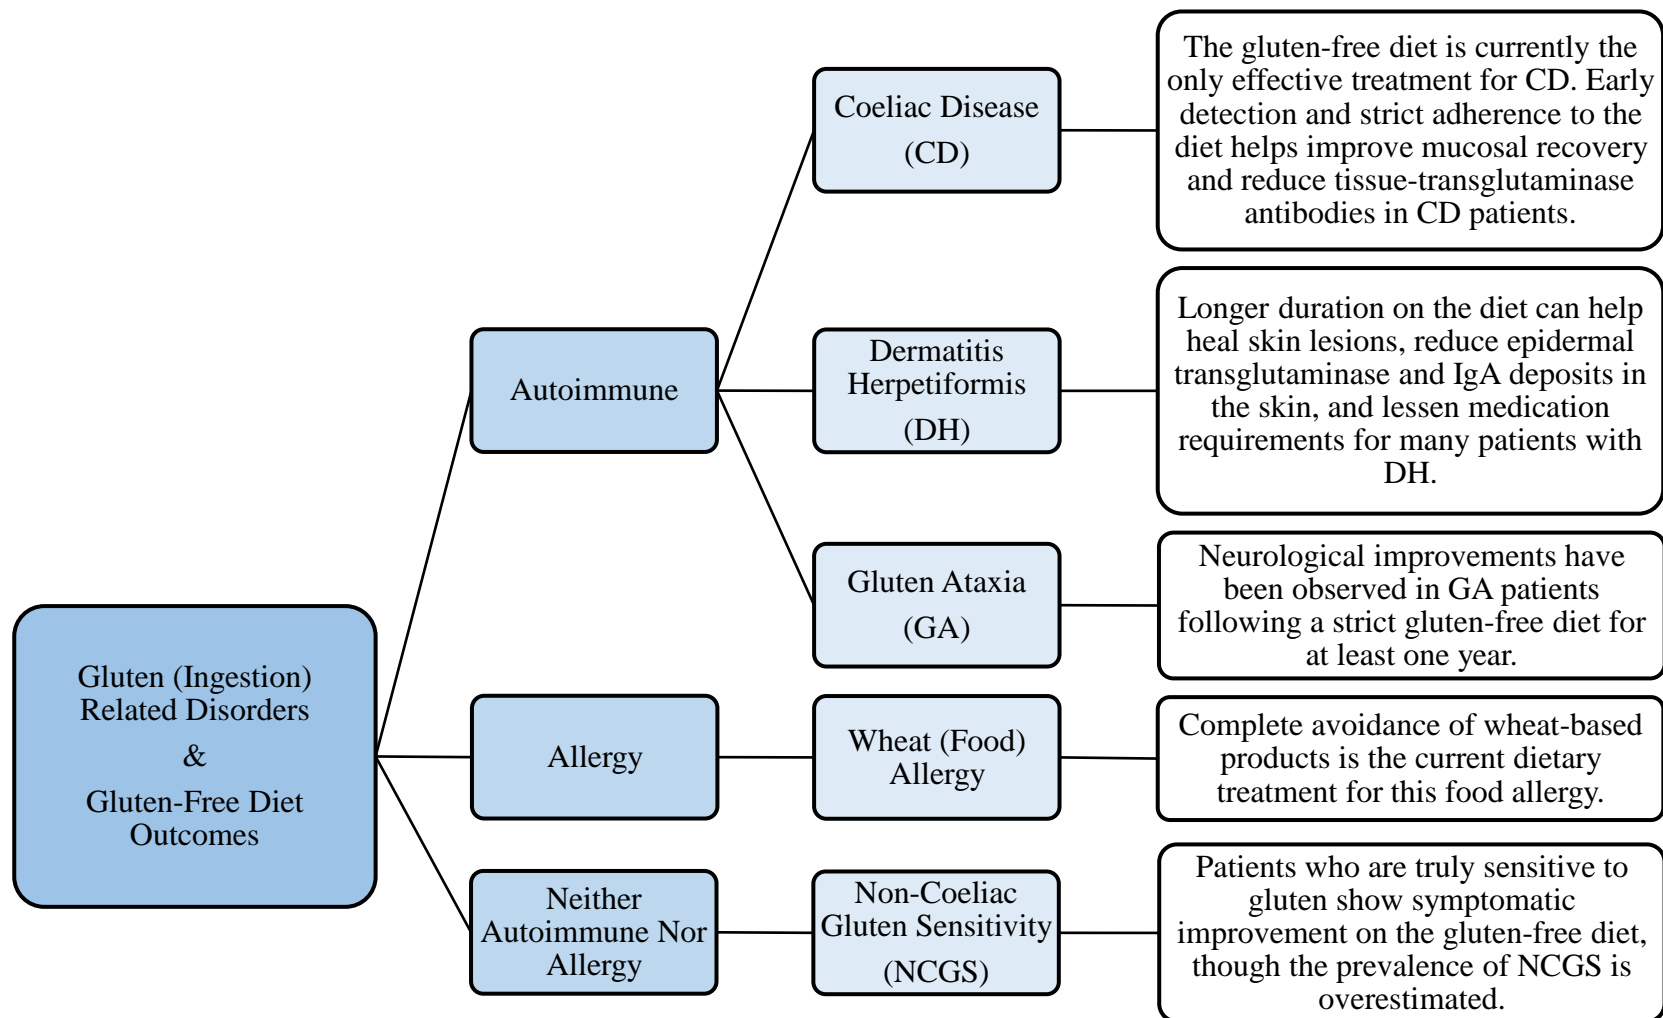 Gluten (Ingestion)
Related Disorders
&
Gluten-Free Diet
Outcomes
Autoimmune
Coeliac Disease
(CD)
The gluten-free diet is currently the
only effective treatment for CD. Early
detection and strict adherence to the
diet helps improve mucosal recovery
and reduce tissue-transglutaminase
antibodies in CD patients.
Dermatitis
Herpetiformis
(DH)
Longer duration on the diet can help
heal skin lesions, reduce epidermal
transglutaminase and IgA deposits in
the skin, and lessen medication
requirements for many patients with
DH.
Gluten Ataxia
(GA)
Neurological improvements have
been observed in GA patients
following a strict gluten-free diet for
at least one year.
Allergy
Wheat (Food)
Allergy
Complete avoidance of wheat-based
products is the current dietary
treatment for this food allergy.
Neither
Autoimmune Nor
Allergy
Non-Coeliac
Gluten Sensitivity
(NCGS)
Patients who are truly sensitive to
gluten show symptomatic
improvement on the gluten-free diet,
though the prevalence of NCGS is
overestimated.